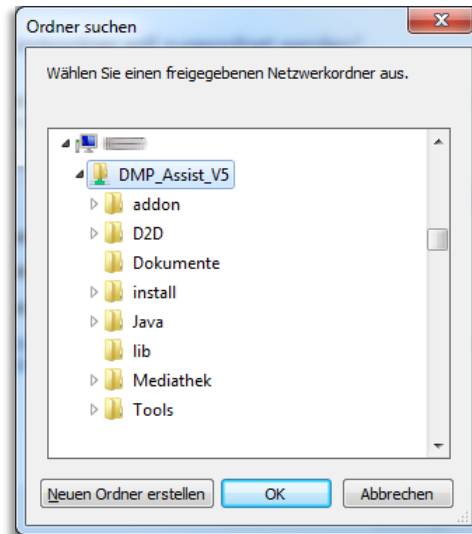 Ordner suchen
Wählen Sie einen freigegebenen Netzwerkordner aus.
DMP_Assist_V5
addon
D2D
Dokumente
install
Java
lib
Mediathek
Tools
Neuen Ordner erstellen OK Abbrechen